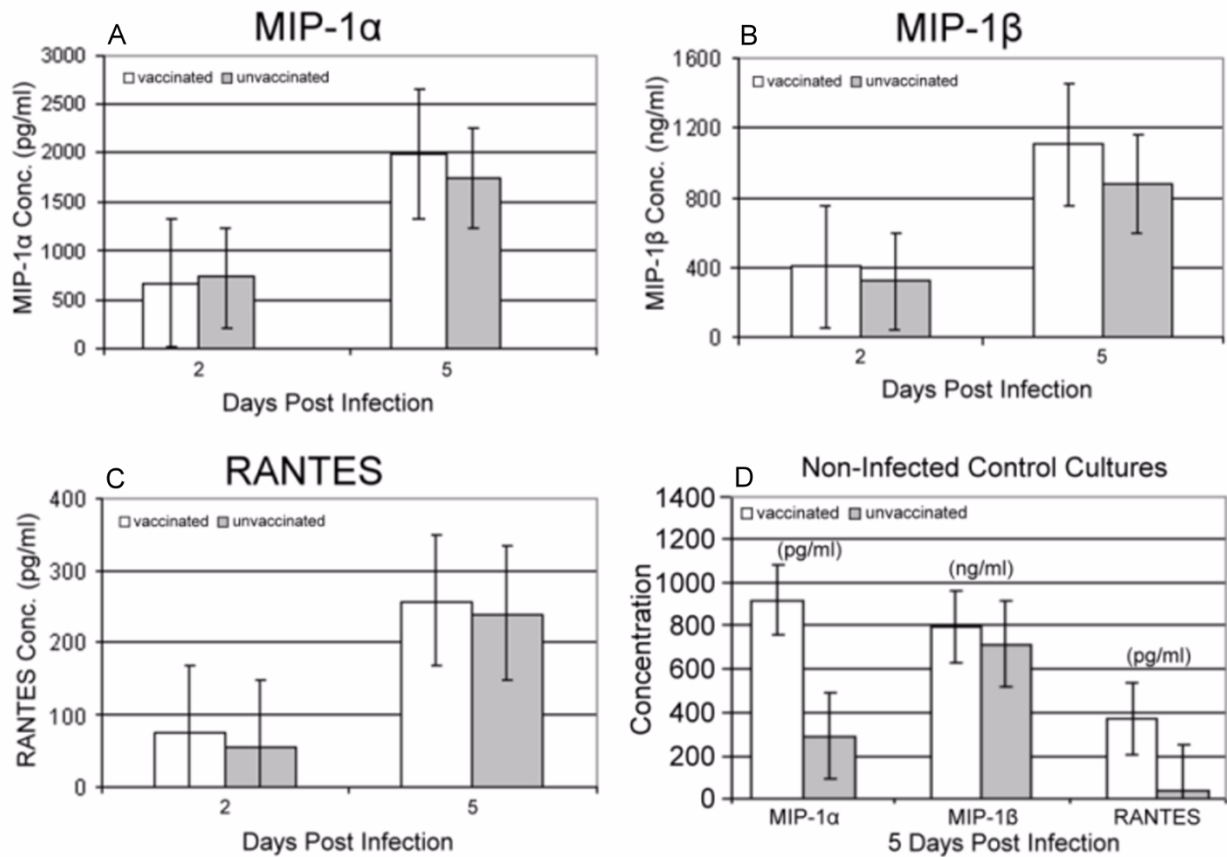 A
MIP-1α
MIP-1α Conc. (pg/ml)
3000
2500
2000
1500
1000
500
0
vaccinated unvaccinated
2 5
Days Post Infection
B
MIP-1β
MIP-1β Conc. (ng/ml)
1600
1200
800
400
0
vaccinated unvaccinated
2 5
Days Post Infection
C
RANTES
RANTES Conc. (pg/ml)
400
300
200
100
0
vaccinated unvaccinated
2 5
Days Post Infection
D
Non-Infected Control Cultures
Concentration
1400
1200
1000
800
600
400
200
0
vaccinated unvaccinated
(pg/ml)
(ng/ml)
(pg/ml)
MIP-1α MIP-1β RANTES
5 Days Post Infection